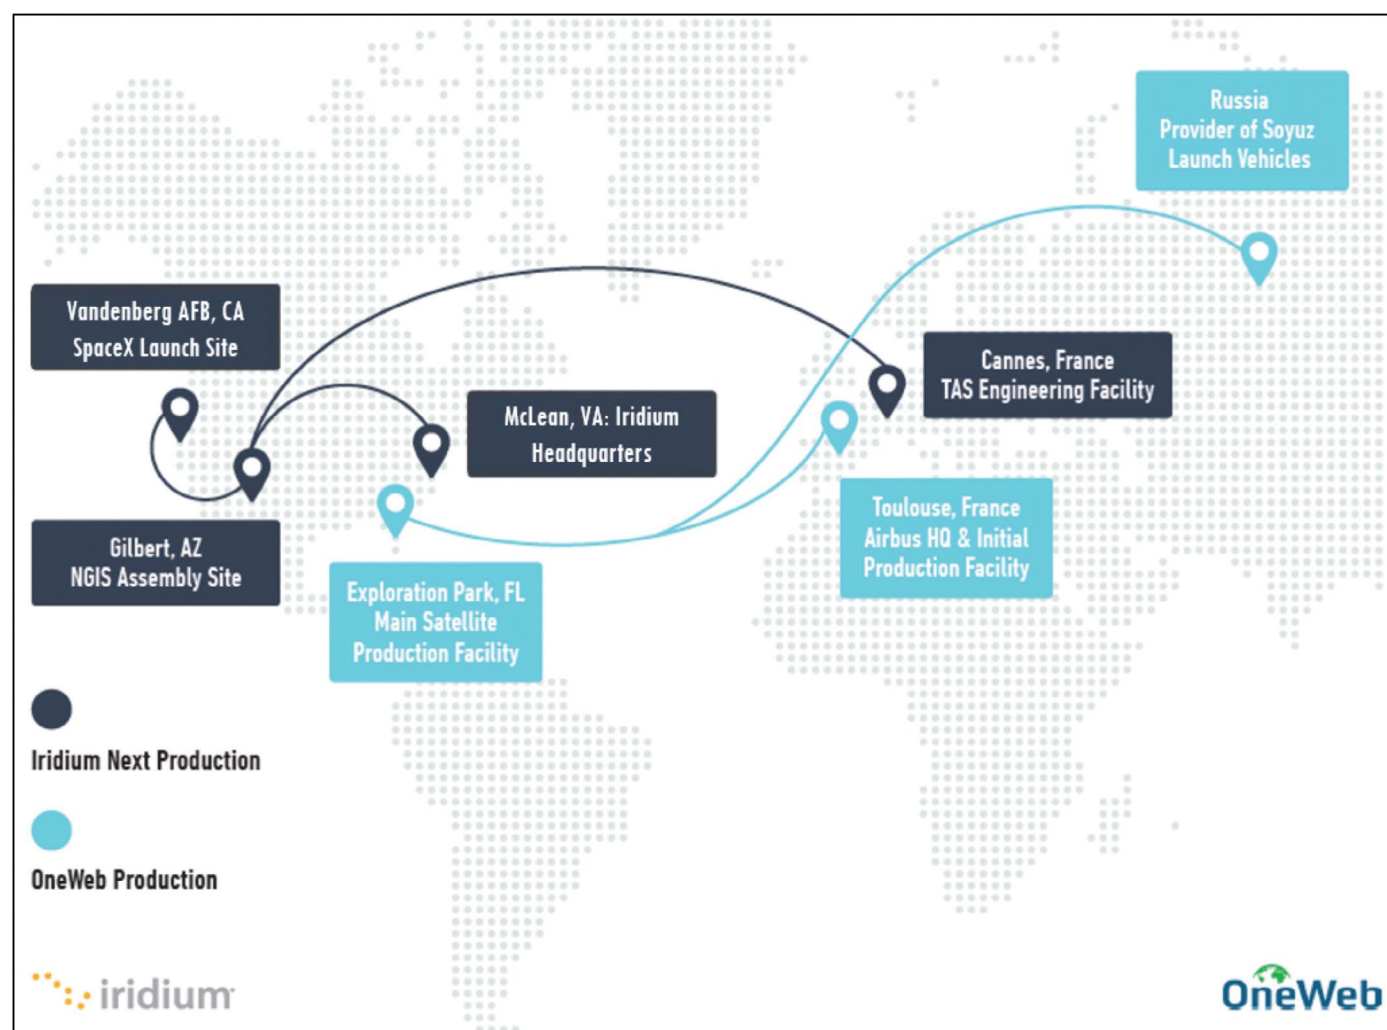 Russia
Provider of Soyuz
Launch Vehicles
Vandenberg AFB, CA
SpaceX Launch Site
Cannes, France
TAS Engineering Facility
McLean, VA: Iridium
Headquarters
Gilbert, AZ
NGIS Assembly Site
Toulouse, France
Airbus HQ & Initial
Production Facility
Exploration Park, FL
Main Satellite
Production Facility
Iridium Next Production
OneWeb Production
iridium
OneWeb